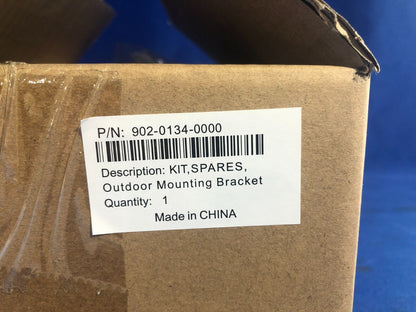 P/N: 902-0134-0000
Description: KIT,SPARES,
Outdoor Mounting Bracket
Quantity: 1
Made in CHINA